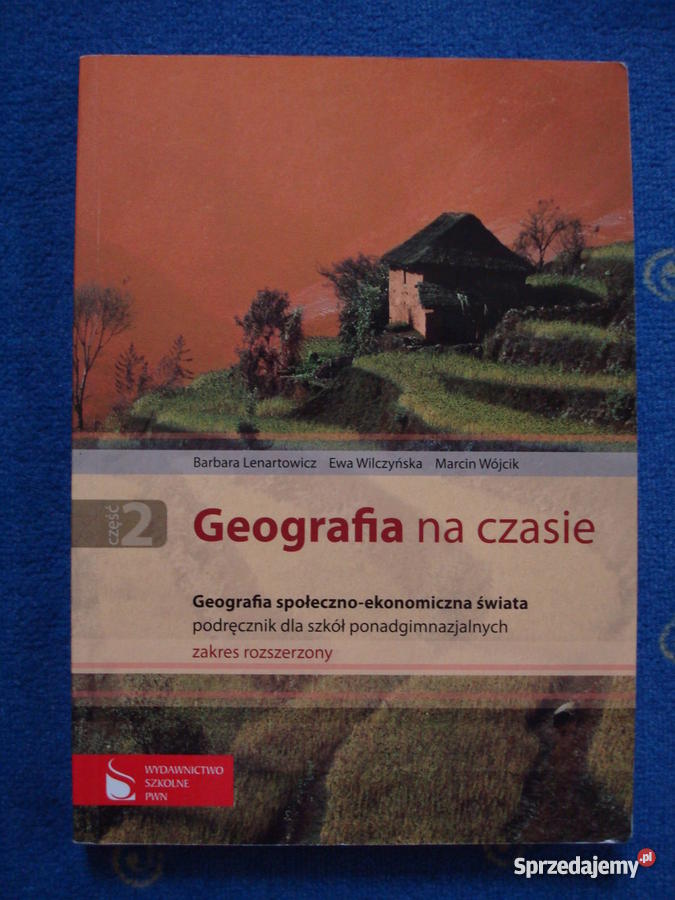 Barbara Lenartowicz Ewa Wilczyńska Marcin Wójcik
część 2
Geografia na czasie
Geografia społeczno-ekonomiczna świata
podręcznik dla szkół ponadgimnazjalnych
zakres rozszerzony
WYDAWNICTWO
SZKOLNE
PWN
Sprzedajemy.pl